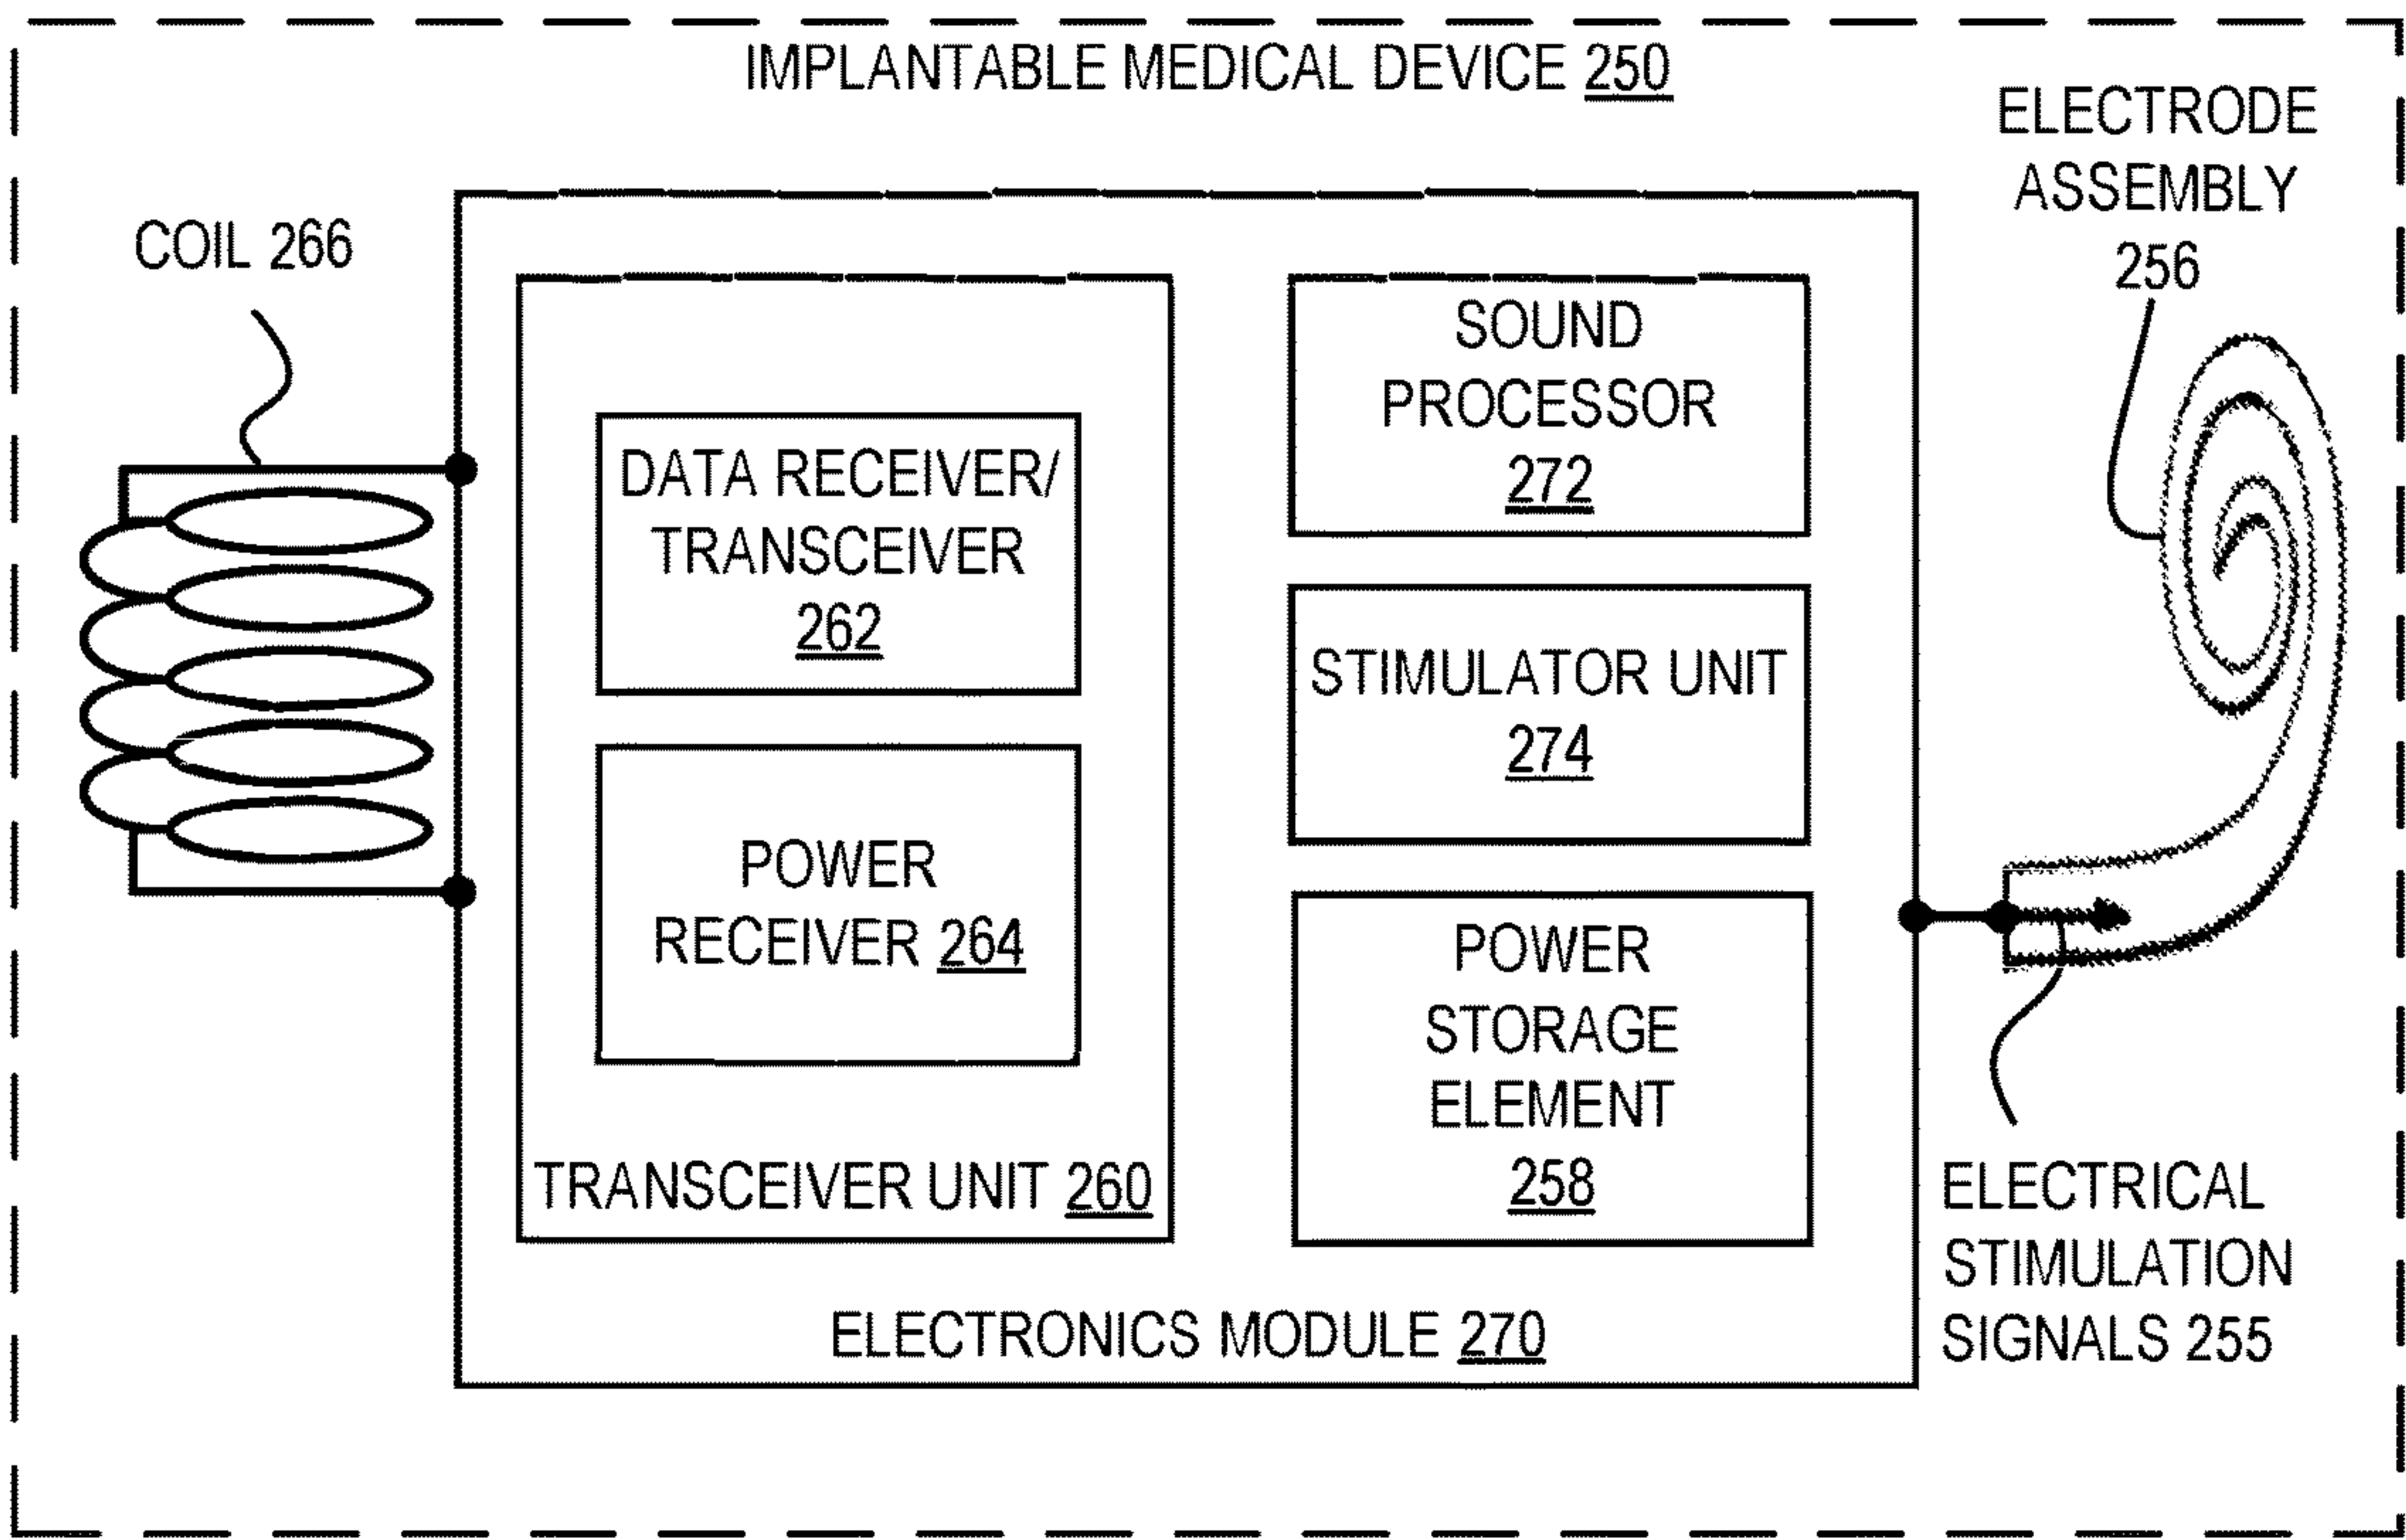 IMPLANTABLE MEDICAL DEVICE 250
ELECTRODE
ASSEMBLY
256
COIL 266
SOUND
PROCESSOR
272
DATA RECEIVER/
TRANSCEIVER
262
STIMULATOR UNIT
274
POWER
RECEIVER 264
POWER
STORAGE
ELEMENT
258
TRANSCEIVER UNIT 260
ELECTRICAL
STIMULATION
SIGNALS 255
ELECTRONICS MODULE 270